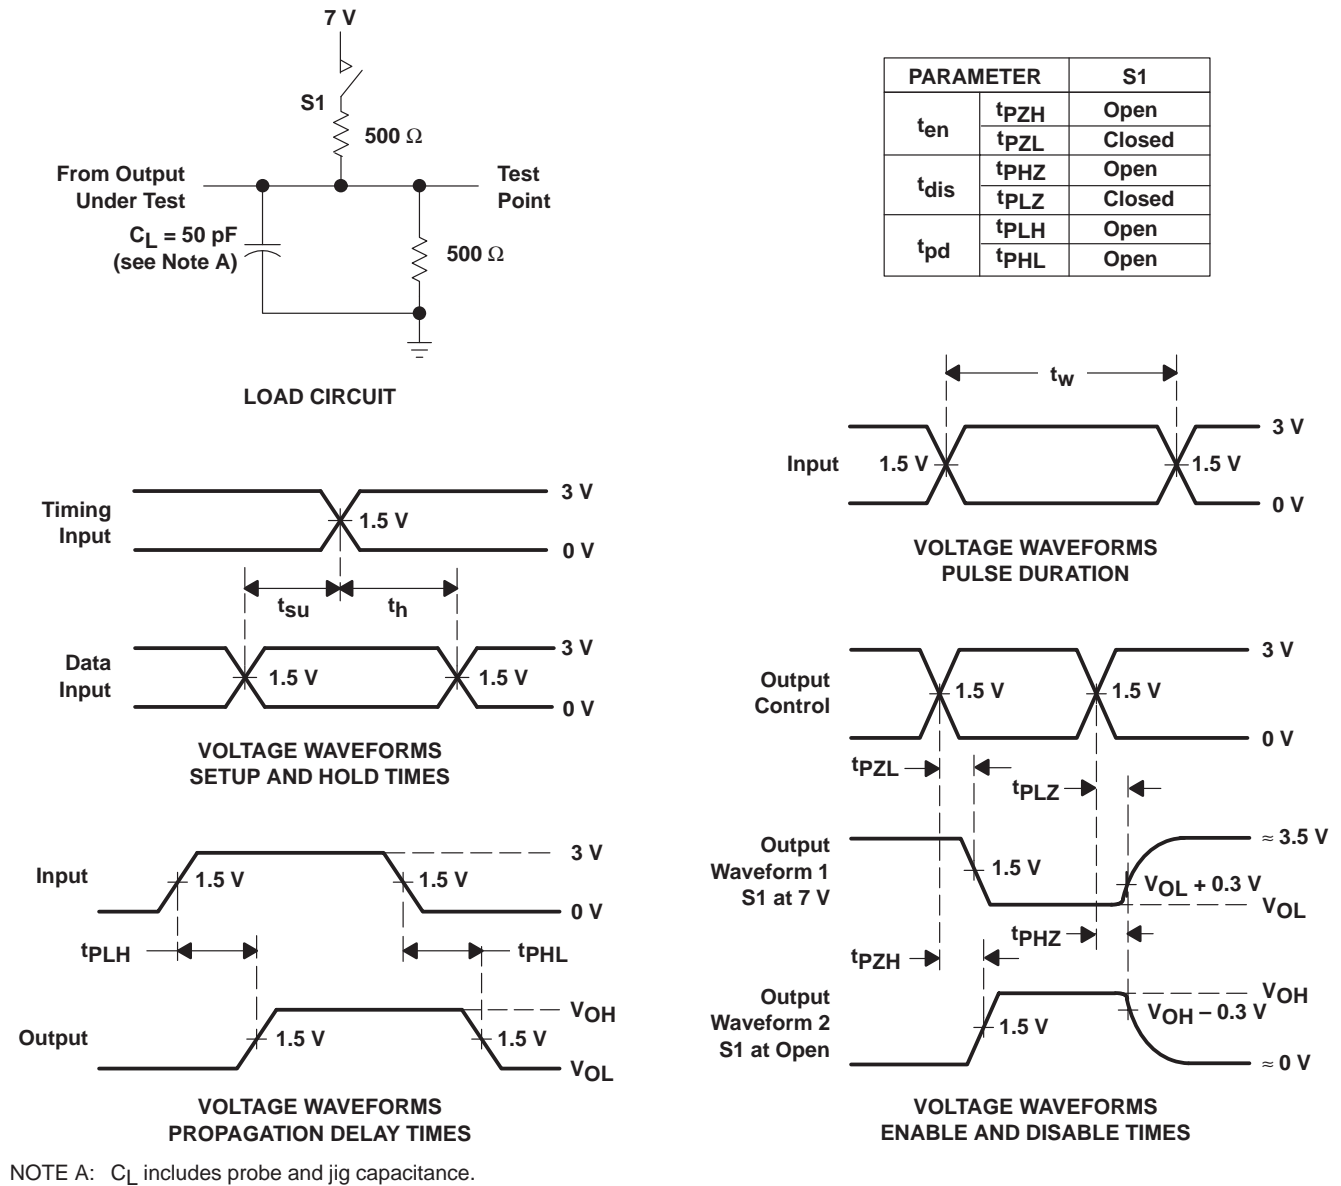 7 V
S1
500 Ω
From Output
Under Test
Test
Point
CL = 50 pF
(see Note A)
500 Ω
LOAD CIRCUIT
PARAMETER S1
ten tPZH Open
tPZL Closed
tdis tPHZ Open
tPLZ Closed
tpd tPLH Open
tPHL Open
tw
3 V
Input 1.5 V 1.5 V
0 V
VOLTAGE WAVEFORMS
PULSE DURATION
3 V
Timing
Input
1.5 V
0 V
tsu th
3 V
Data
Input
1.5 V 1.5 V
0 V
VOLTAGE WAVEFORMS
SETUP AND HOLD TIMES
3 V
Input 1.5 V 1.5 V
0 V
tPLH tPHL
VOH
Output 1.5 V 1.5 V
VOL
VOLTAGE WAVEFORMS
PROPAGATION DELAY TIMES
3 V
Output
Control
1.5 V 1.5 V
0 V
tPZL
tPLZ
≈ 3.5 V
Output
Waveform 1
S1 at 7 V
1.5 V
VOL + 0.3 V
VOL
tPHZ
tPZH
VOH
Output
Waveform 2
S1 at Open
1.5 V
VOH – 0.3 V
≈ 0 V
VOLTAGE WAVEFORMS
ENABLE AND DISABLE TIMES
NOTE A: CL includes probe and jig capacitance.